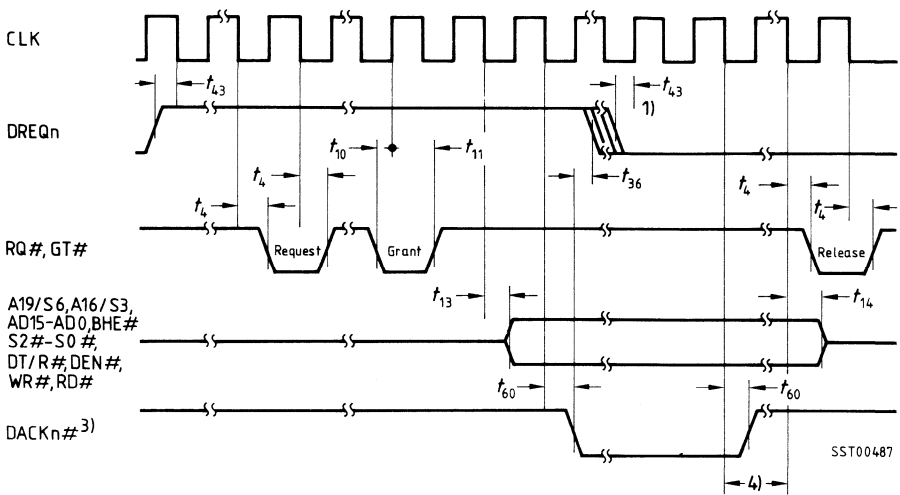 CLK
t43
t43
1)
DREQn
t10
t11
t4
t36
t4
t4
t4
RQ#, GT#
Request
Grant
Release
A19/S6, A16/S3,
AD15-AD0, BHE#
S2#-S0#,
DT/R#, DEN#,
WR#, RD#
t13
t14
t60
t60
DACKn# 3)
SST00487
4)